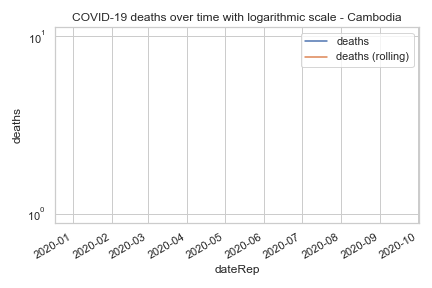 COVID-19 deaths over time with logarithmic scale - Cambodia
10¹
deaths
deaths (rolling)
deaths
10⁰
2020-01
2020-02
2020-03
2020-04
2020-05
2020-06
2020-07
2020-08
2020-09
2020-10
dateRep